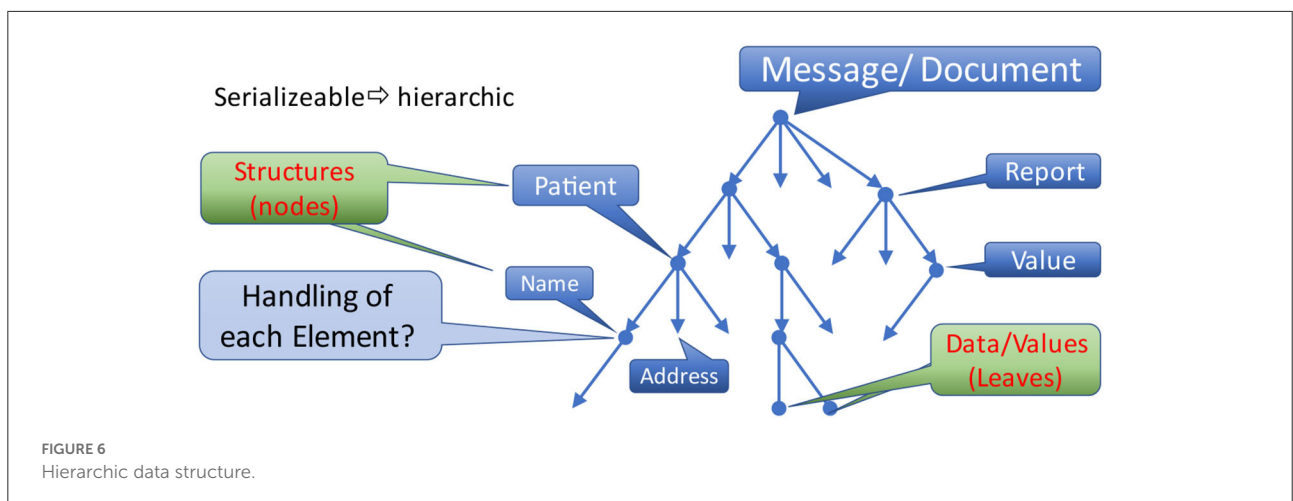 Message/ Document
Serializeable⇨ hierarchic
Structures
(nodes)
Patient
Report
Name
Value
Handling of
each Element?
Address
Data/Values
(Leaves)
FIGURE 6
Hierarchic data structure.